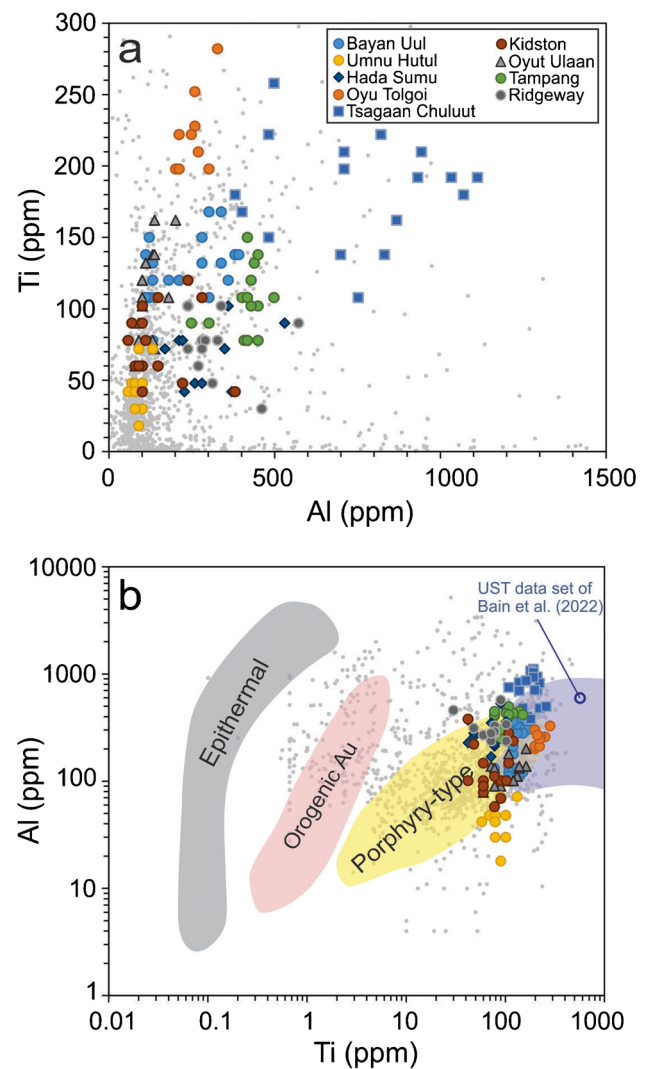 a
Bayan Uul
Umnu Hutul
Hada Sumu
Oyu Tolgoi
Tsagaan Chuluut
Kidston
Oyut Ulaan
Tampang
Ridgeway
300
250
200
150
100
50
0
Ti (ppm)
0 500 1000 1500
Al (ppm)
b
UST data set of
Bain et al. (2022)
Epithermal
Orogenic Au
Porphyry-type
10000
1000
100
10
1
Al (ppm)
0.01 0.1 1 10 100 1000
Ti (ppm)